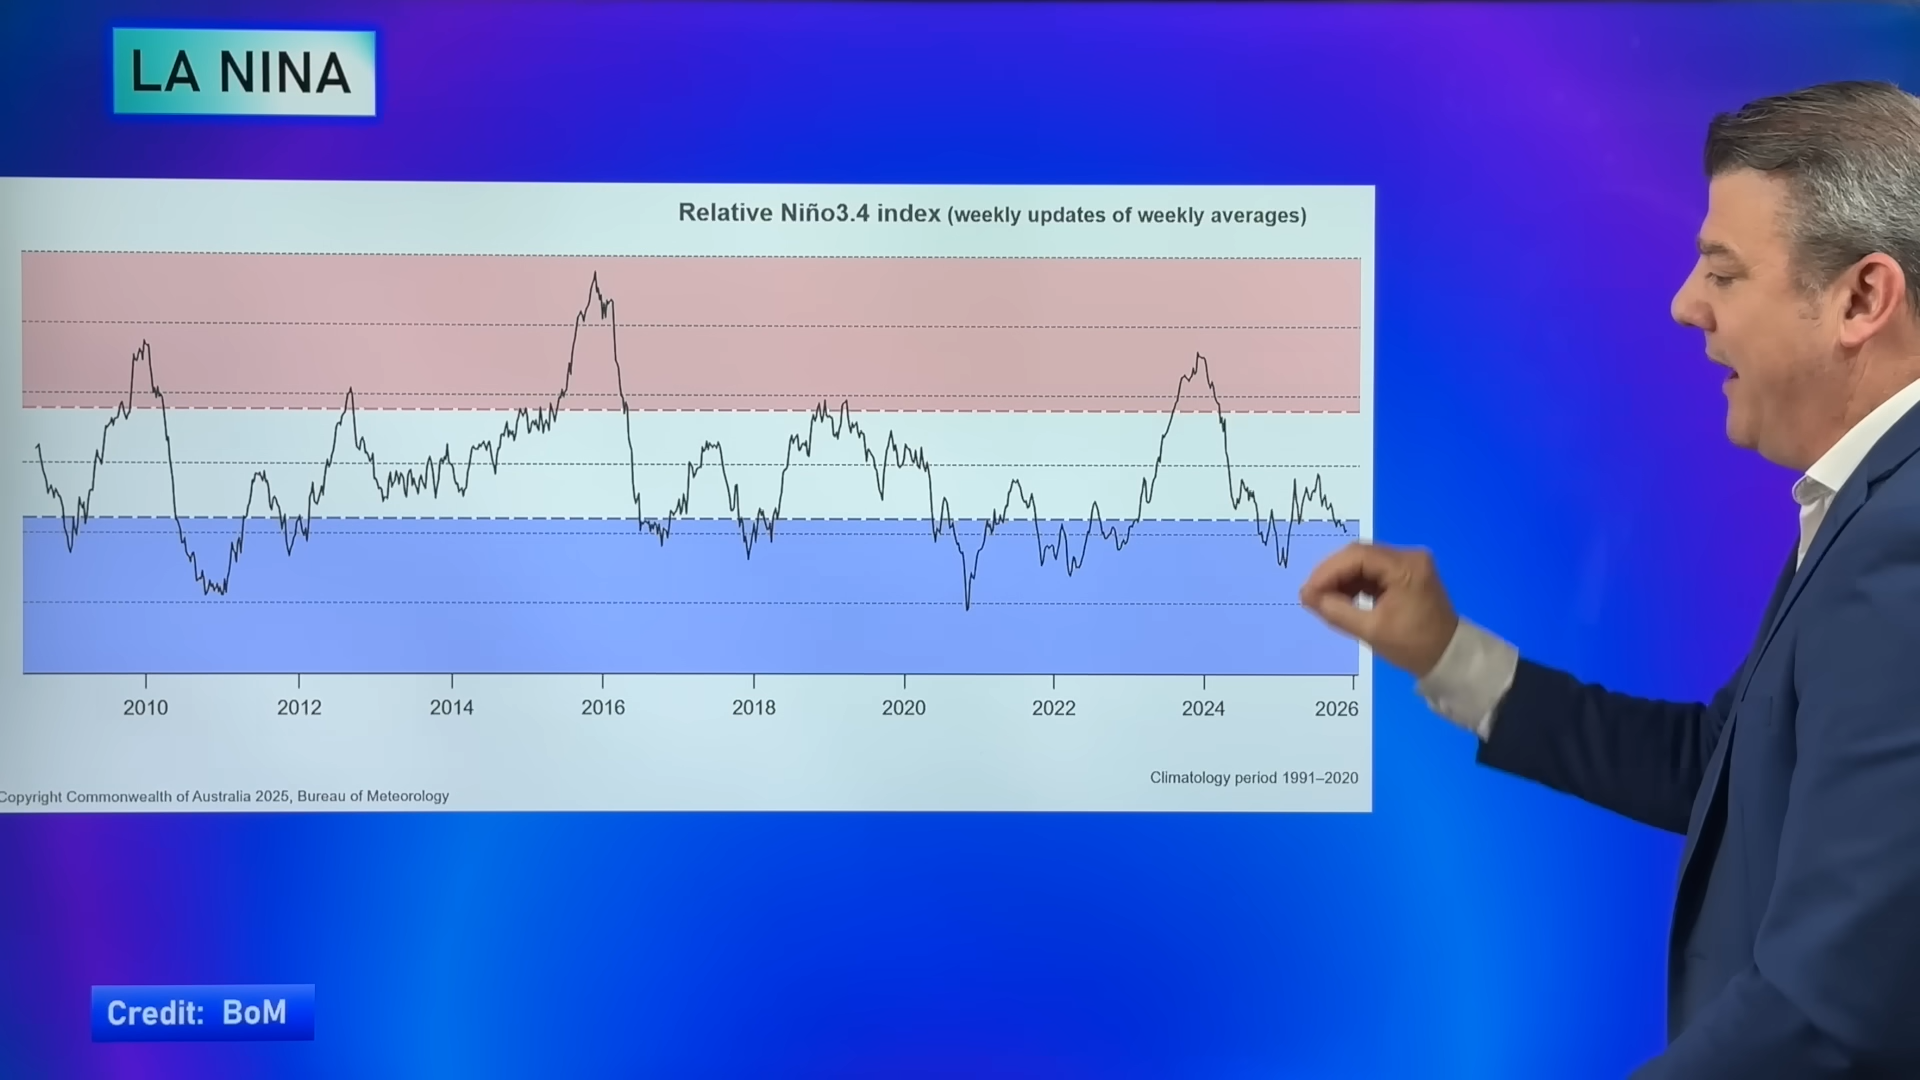 LA NINA
Relative Niño3.4 index (weekly updates of weekly averages)
2010 2012 2014 2016 2018 2020 2022 2024 2026
Climatology period 1991–2020
Copyright Commonwealth of Australia 2025, Bureau of Meteorology
Credit: BoM